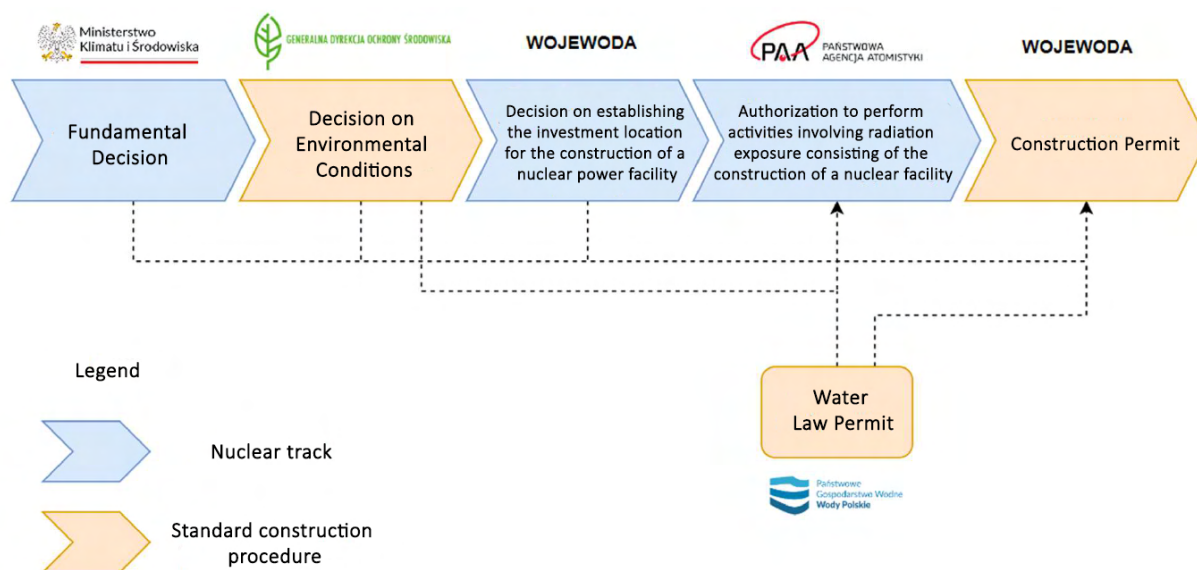 Ministerstwo
Klimatu i Środowiska
GENERALNA DYREKCJA OCHRONY ŚRODOWISKA
WOJEWODA
PAA
PAŃSTWOWA
AGENCJA ATOMISTYKI
WOJEWODA
Fundamental
Decision
Decision on
Environmental
Conditions
Decision on establishing
the investment location
for the construction of a
nuclear power facility
Authorization to perform
activities involving radiation
exposure consisting of the
construction of a nuclear facility
Construction Permit
Water
Law Permit
Państwowe
Gospodarstwo Wodne
Wody Polskie
Legend
Nuclear track
Standard construction
procedure